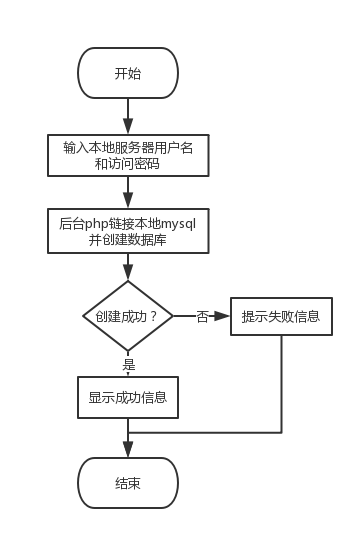 开始
输入本地服务器用户名
和访问密码
后台php链接本地mysql
并创建数据库
创建成功？
否
提示失败信息
是
显示成功信息
结束